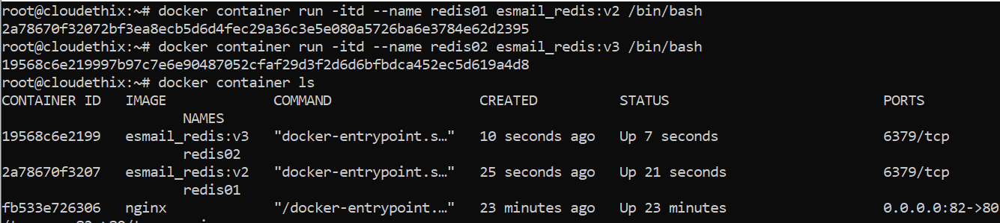 root@cloudethix:~# docker container run -itd --name redis01 esmail_redis:v2 /bin/bash
2a78670f32072bf3ea8ecb5d6d4fec29a36c3e5e080a5726ba6e3784e62d2395
root@cloudethix:~# docker container run -itd --name redis02 esmail_redis:v3 /bin/bash
19568c6e219997b97c7e6e90487052cfaf29d3f2d6d6bfbdca452ec5d619a4d8
root@cloudethix:~# docker container ls
CONTAINER ID   IMAGE             COMMAND                  CREATED          STATUS                       PORTS
                     NAMES
19568c6e2199   esmail_redis:v3   "docker-entrypoint.s…"   10 seconds ago   Up 7 seconds                 6379/tcp
                     redis02
2a78670f3207   esmail_redis:v2   "docker-entrypoint.s…"   25 seconds ago   Up 21 seconds                6379/tcp
                     redis01
fb533e726306   nginx             "/docker-entrypoint.…"   23 minutes ago   Up 23 minutes                0.0.0.0:82->80